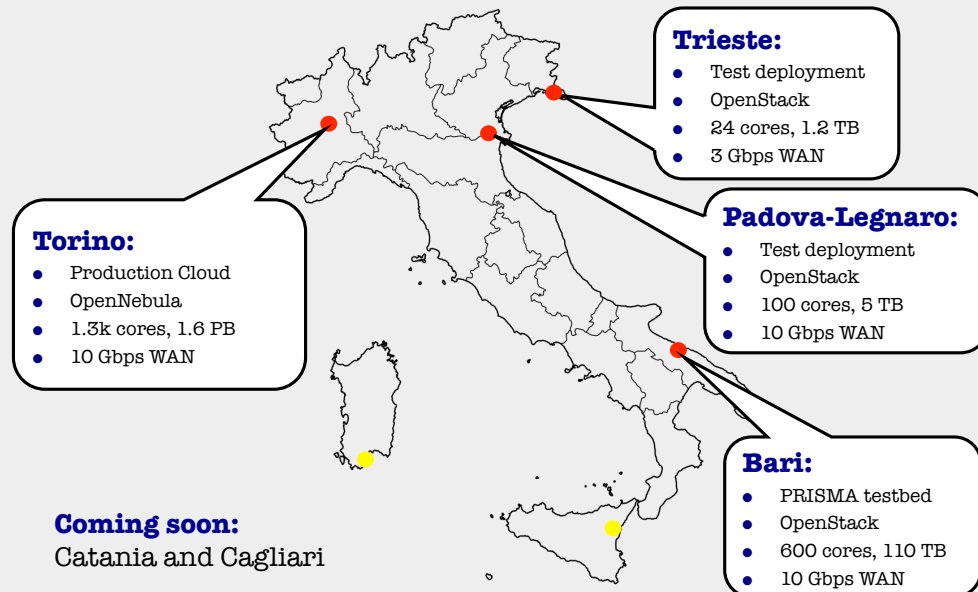 Trieste:
● Test deployment
● OpenStack
● 24 cores, 1.2 TB
● 3 Gbps WAN
Padova-Legnaro:
● Test deployment
● OpenStack
● 100 cores, 5 TB
● 10 Gbps WAN
Torino:
● Production Cloud
● OpenNebula
● 1.3k cores, 1.6 PB
● 10 Gbps WAN
Bari:
● PRISMA testbed
● OpenStack
● 600 cores, 110 TB
● 10 Gbps WAN
Coming soon:
Catania and Cagliari